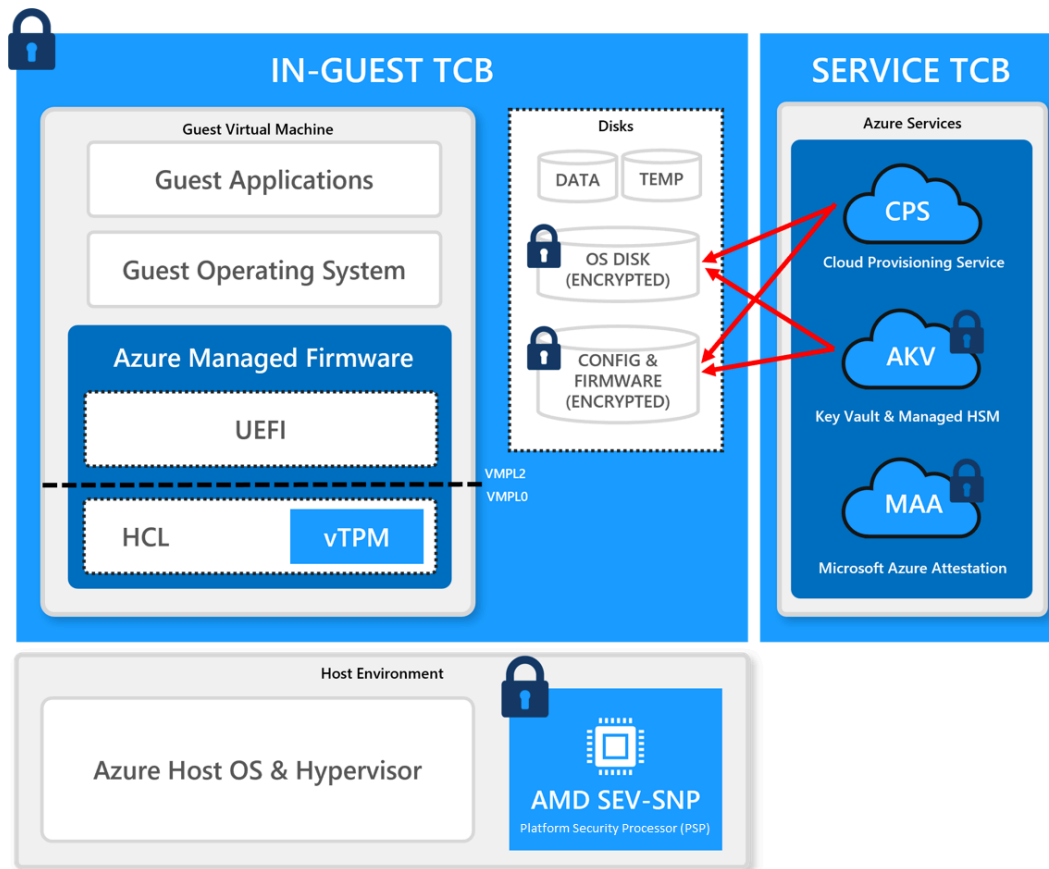 IN-GUEST TCB
Guest Virtual Machine
Guest Applications
Guest Operating System
Azure Managed Firmware
UEFI
VMPL2
VMPL0
HCL
vTPM
Disks
DATA
TEMP
OS DISK
(ENCRYPTED)
CONFIG &
FIRMWARE
(ENCRYPTED)
SERVICE TCB
Azure Services
CPS
Cloud Provisioning Service
AKV
Key Vault & Managed HSM
MAA
Microsoft Azure Attestation
Host Environment
Azure Host OS & Hypervisor
AMD SEV-SNP
Platform Security Processor (PSP)